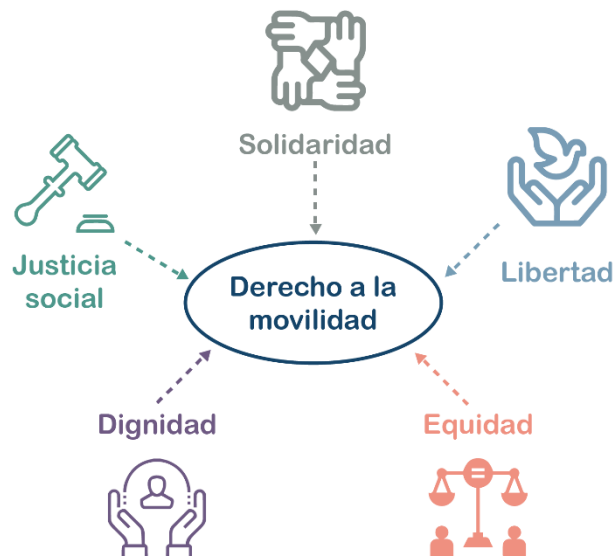 Solidaridad
Justicia
social
Libertad
Derecho a la
movilidad
Dignidad
Equidad